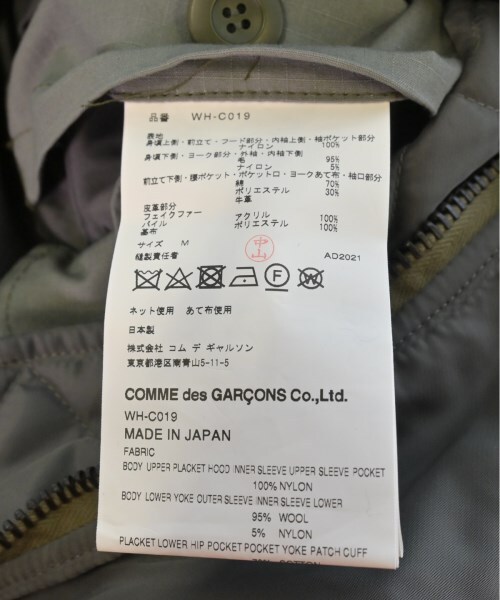 品番 WH-C019
表地
身頃上側・前立て・フード部分・内袖上側・袖ポケット部分
ナイロン 100%
身頃下側・ヨーク部分・外袖・内袖下側
毛 95%
ナイロン 5%
前立て下側・腰ポケット・ポケット口・ヨークあて布・袖口部分
綿 70%
ポリエステル 30%
皮革部分 牛革
フェイクファー
パイル アクリル 100%
基布 ポリエステル 100%
サイズ M
縫製責任者 中山 AD2021
ネット使用 あて布使用
日本製
株式会社 コム デ ギャルソン
東京都港区南青山5-11-5
COMME des GARÇONS Co.,Ltd.
WH-C019
MADE IN JAPAN
FABRIC
BODY UPPER PLACKET HOOD INNER SLEEVE UPPER SLEEVE POCKET
100% NYLON
BODY LOWER YOKE OUTER SLEEVE INNER SLEEVE LOWER
95% WOOL
5% NYLON
PLACKET LOWER HIP POCKET POCKET YOKE PATCH CUFF